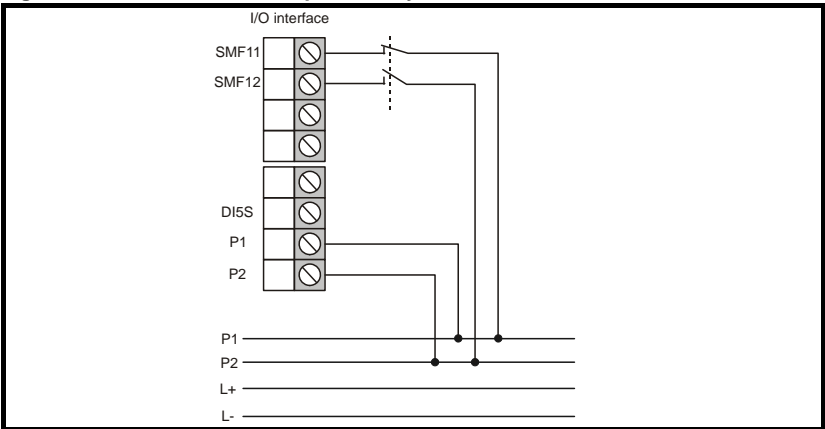 I/O interface
SMF11
SMF12
DI5S
P1
P2
P1
P2
L+
L-